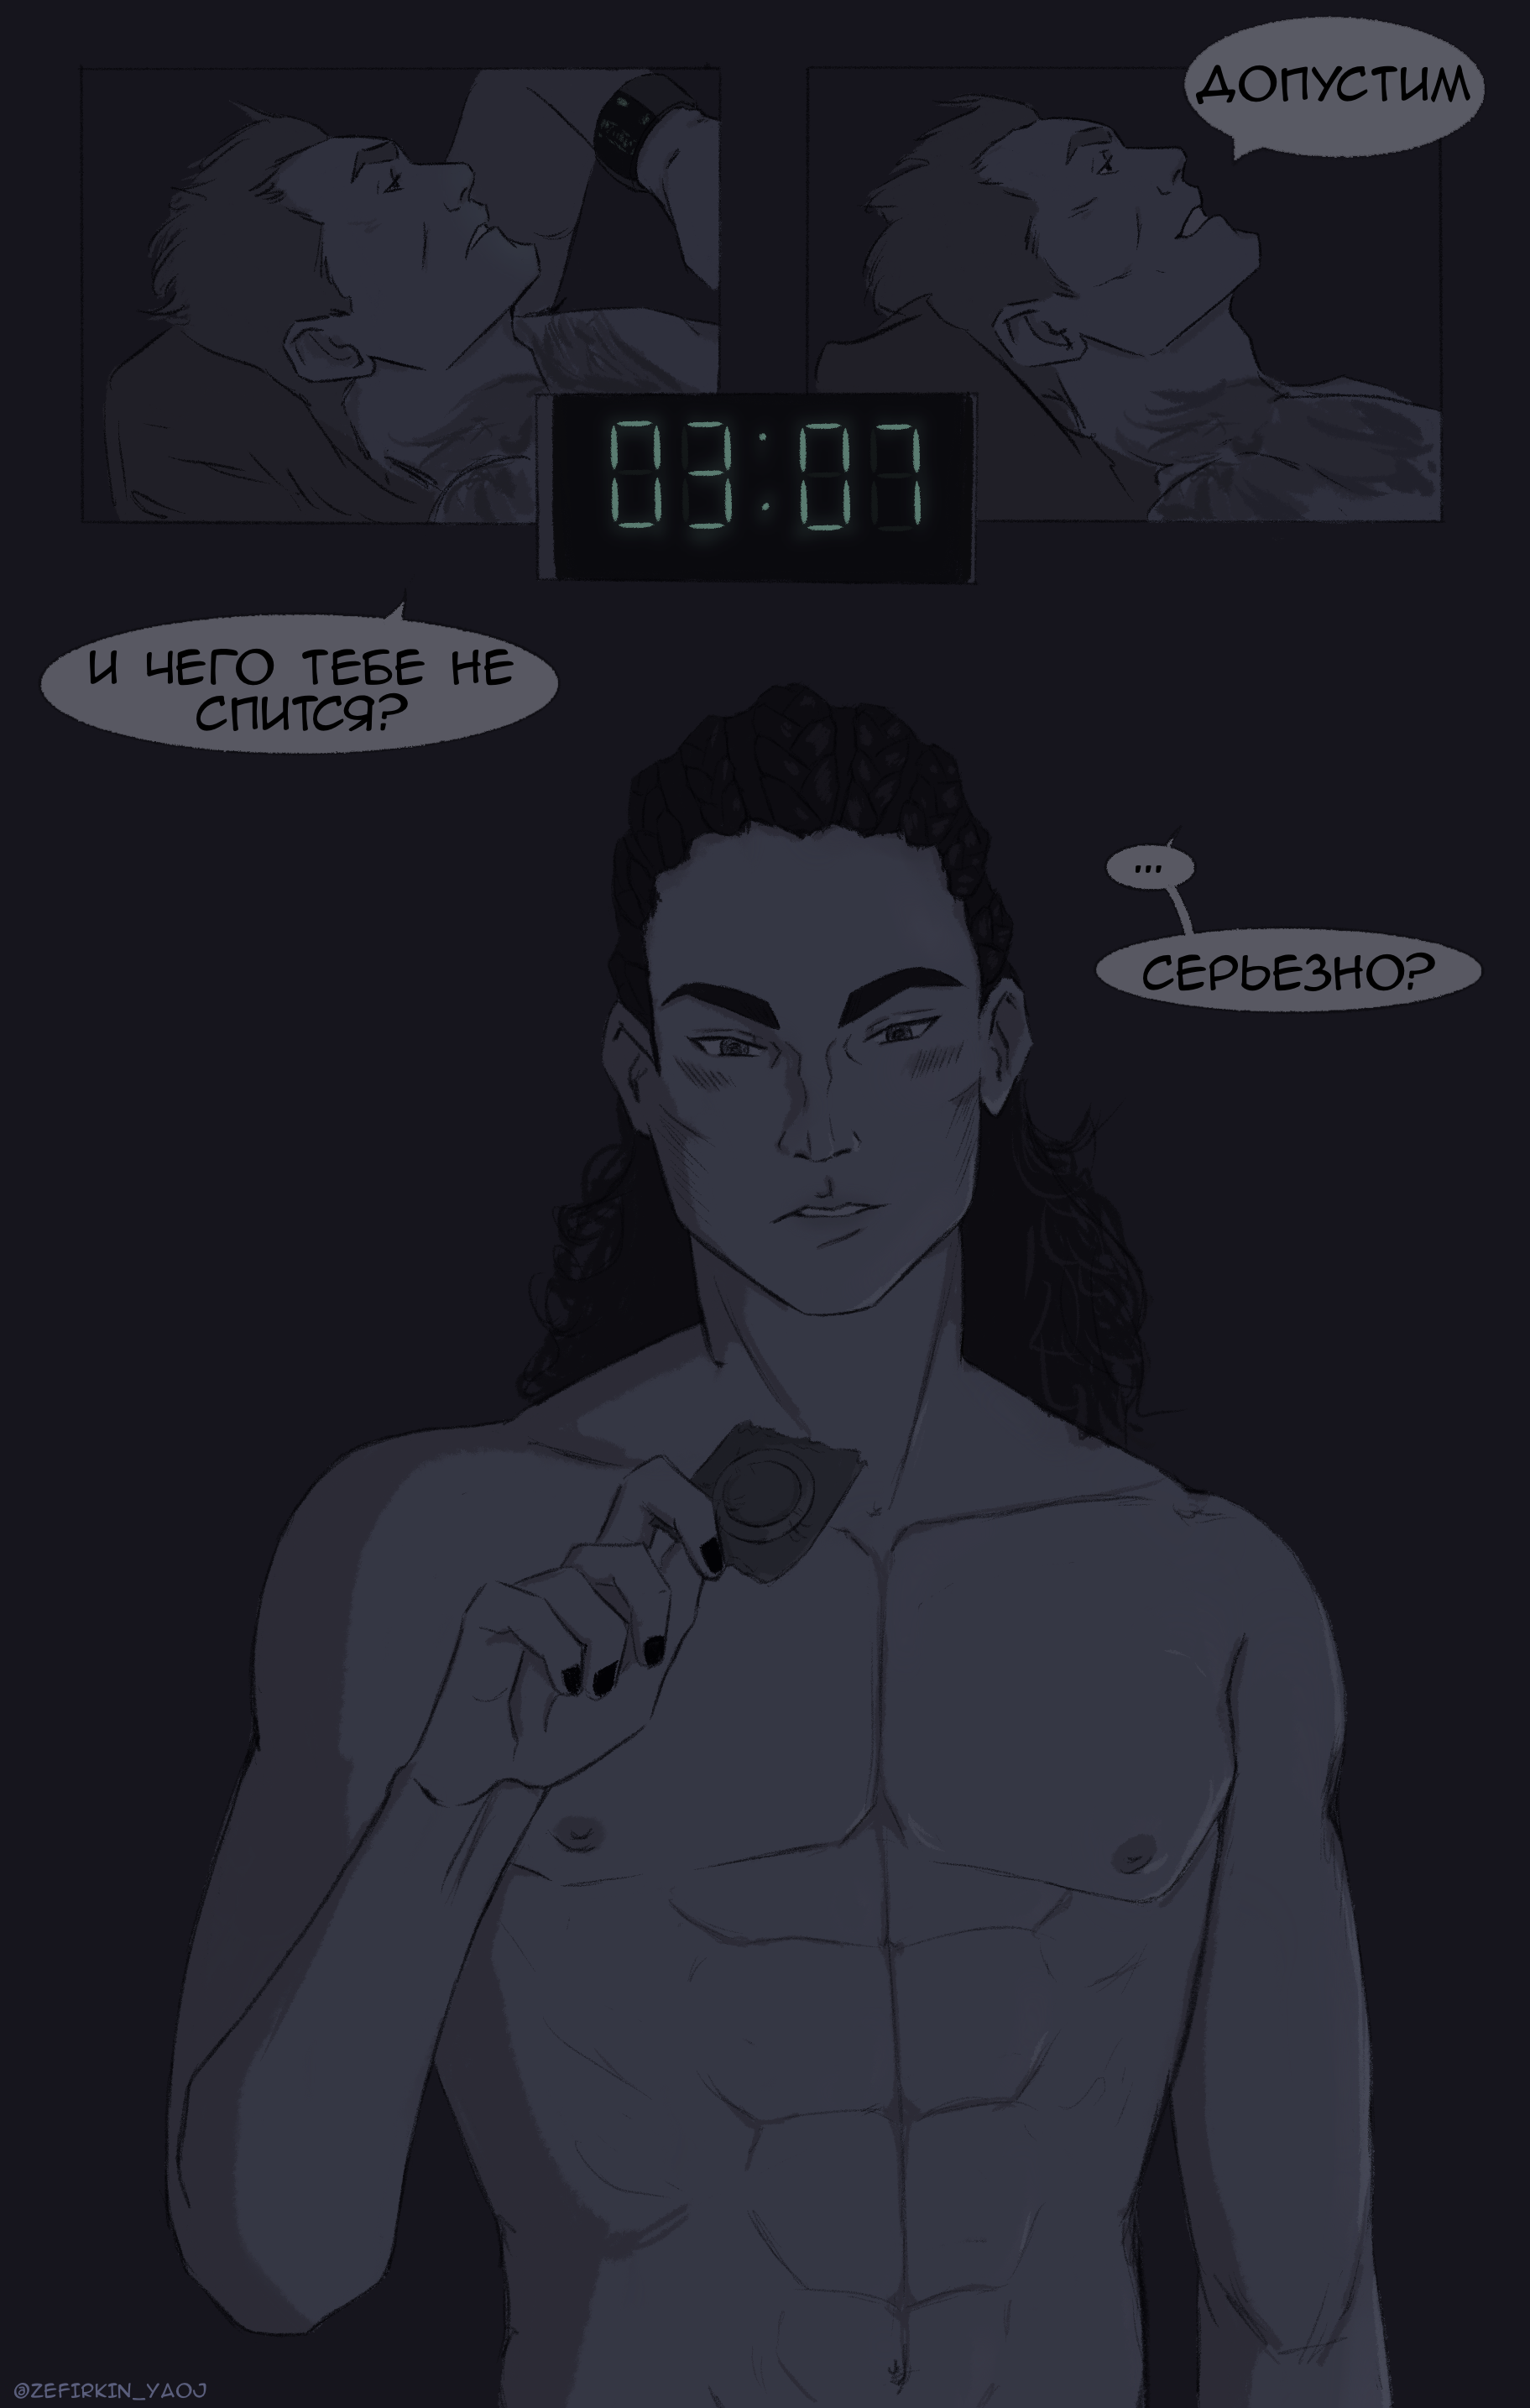 ДОПУСТИМ
03:07
И ЧЕГО ТЕБЕ НЕ
СПИТСЯ?
...
СЕРЬЕЗНО?
@ZEFIRKIN_YAOJ